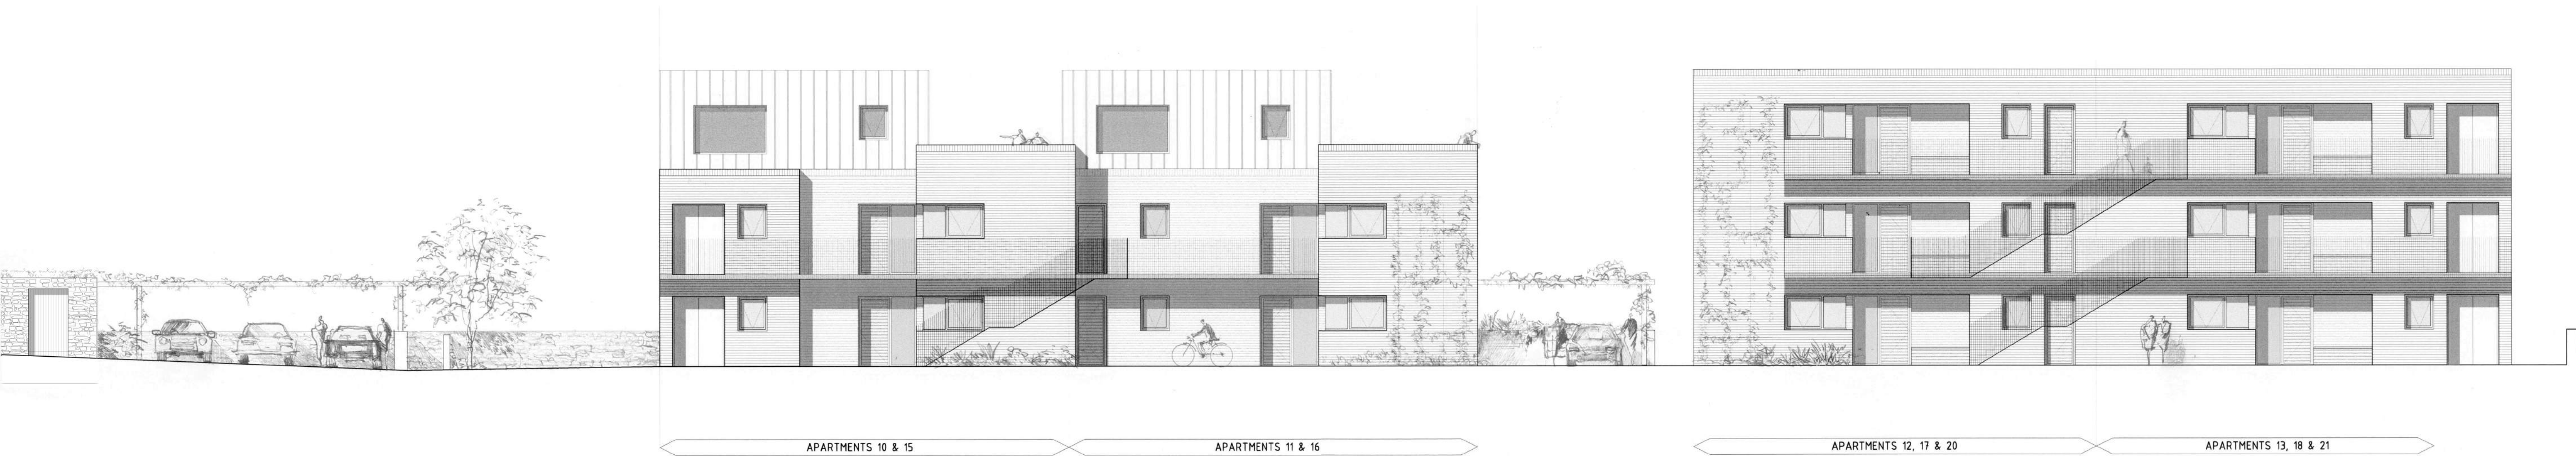 APARTMENTS 10 & 15
APARTMENTS 11 & 16
APARTMENTS 12, 17 & 20
APARTMENTS 13, 18 & 21